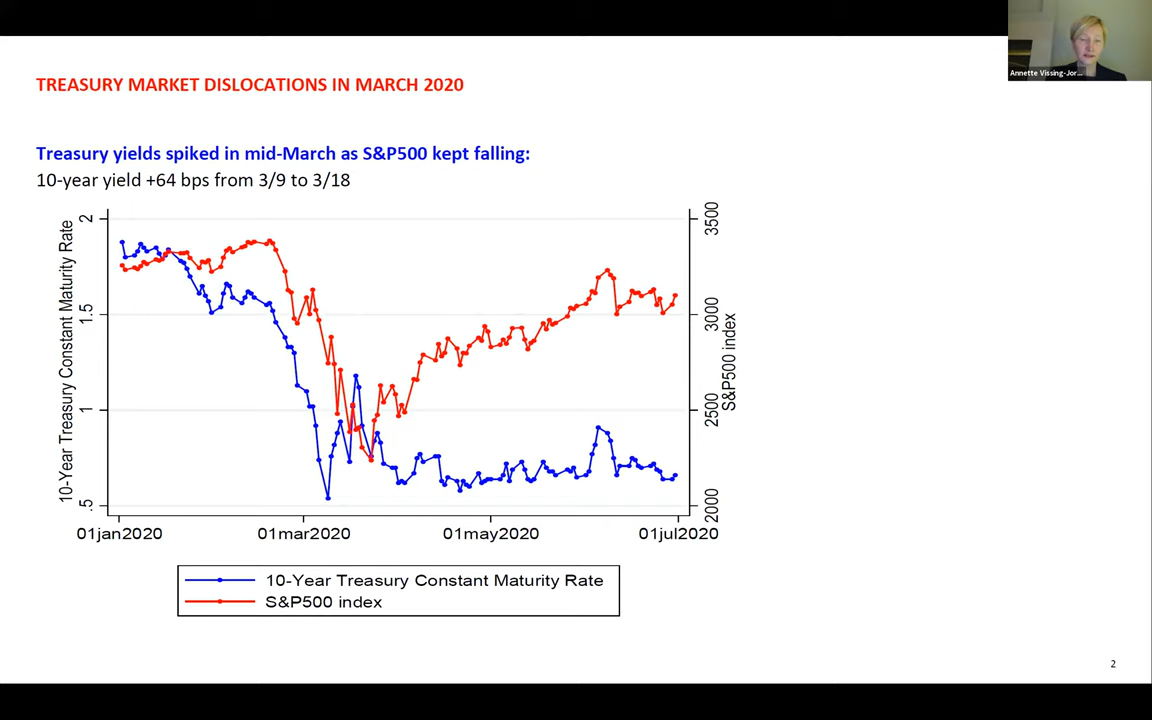 Annette Vissing-Jor...
TREASURY MARKET DISLOCATIONS IN MARCH 2020
Treasury yields spiked in mid-March as S&P500 kept falling:
10-year yield +64 bps from 3/9 to 3/18
10-Year Treasury Constant Maturity Rate
2
1.5
1
.5
3500
3000
2500
2000
S&P500 index
01jan2020
01mar2020
01may2020
01jul2020
10-Year Treasury Constant Maturity Rate
S&P500 index
2